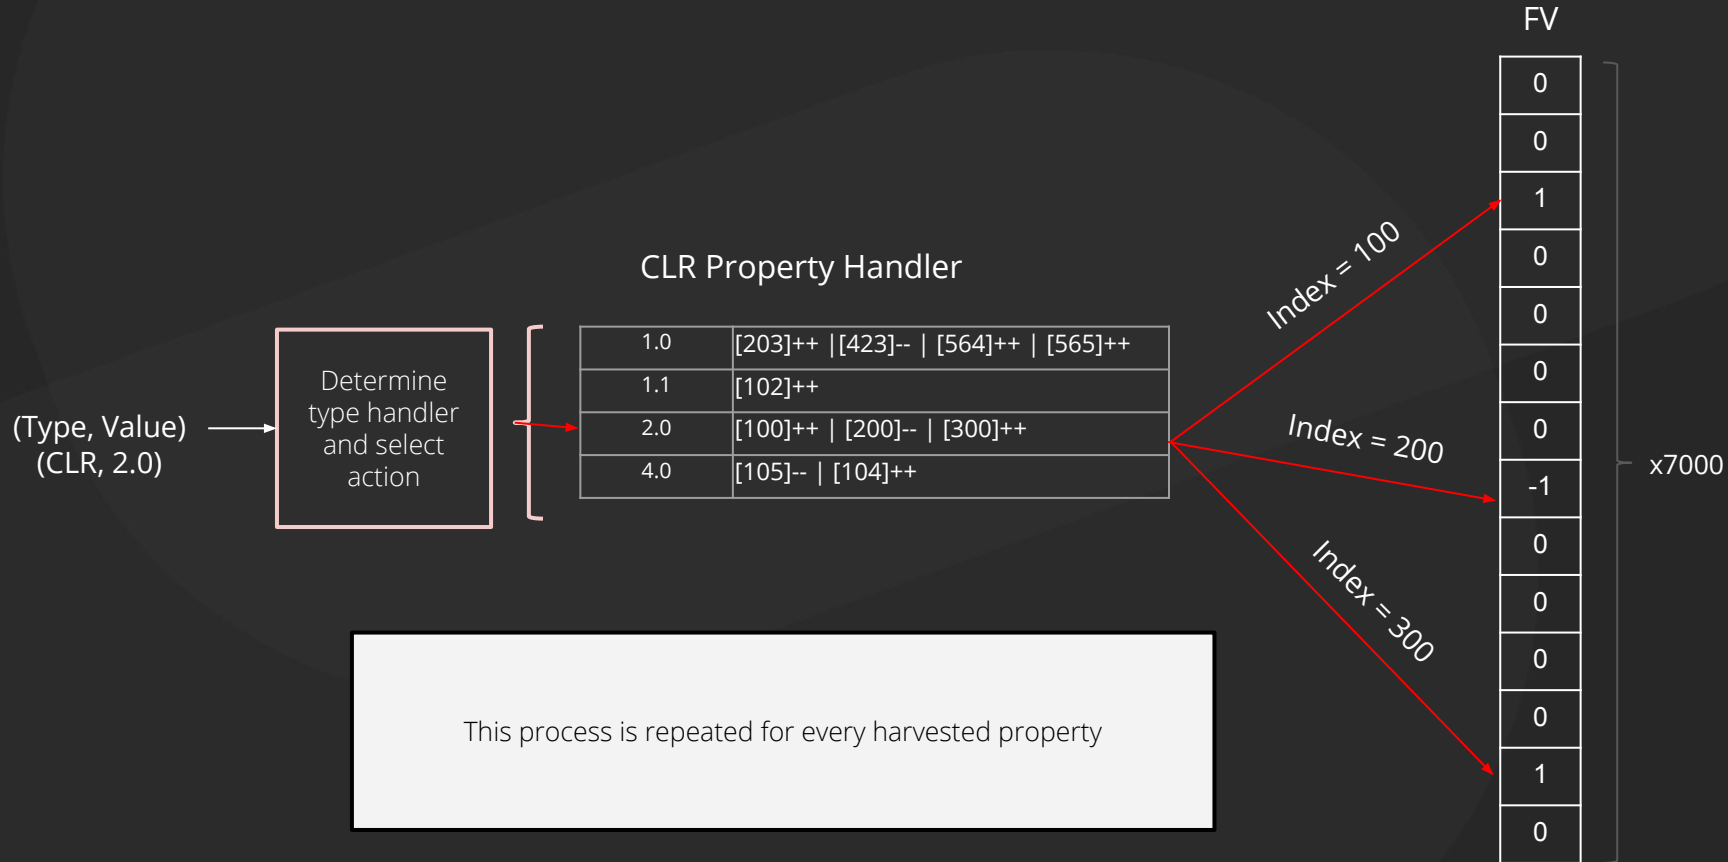 FV
0
0
1
0
0
0
0
-1
0
0
0
0
1
0
x7000
Index = 100
Index = 200
Index = 300
CLR Property Handler
1.0 [203]++ |[423]-- | [564]++ | [565]++
1.1 [102]++
2.0 [100]++ | [200]-- | [300]++
4.0 [105]-- | [104]++
Determine
type handler
and select
action
(Type, Value)
(CLR, 2.0)
This process is repeated for every harvested property